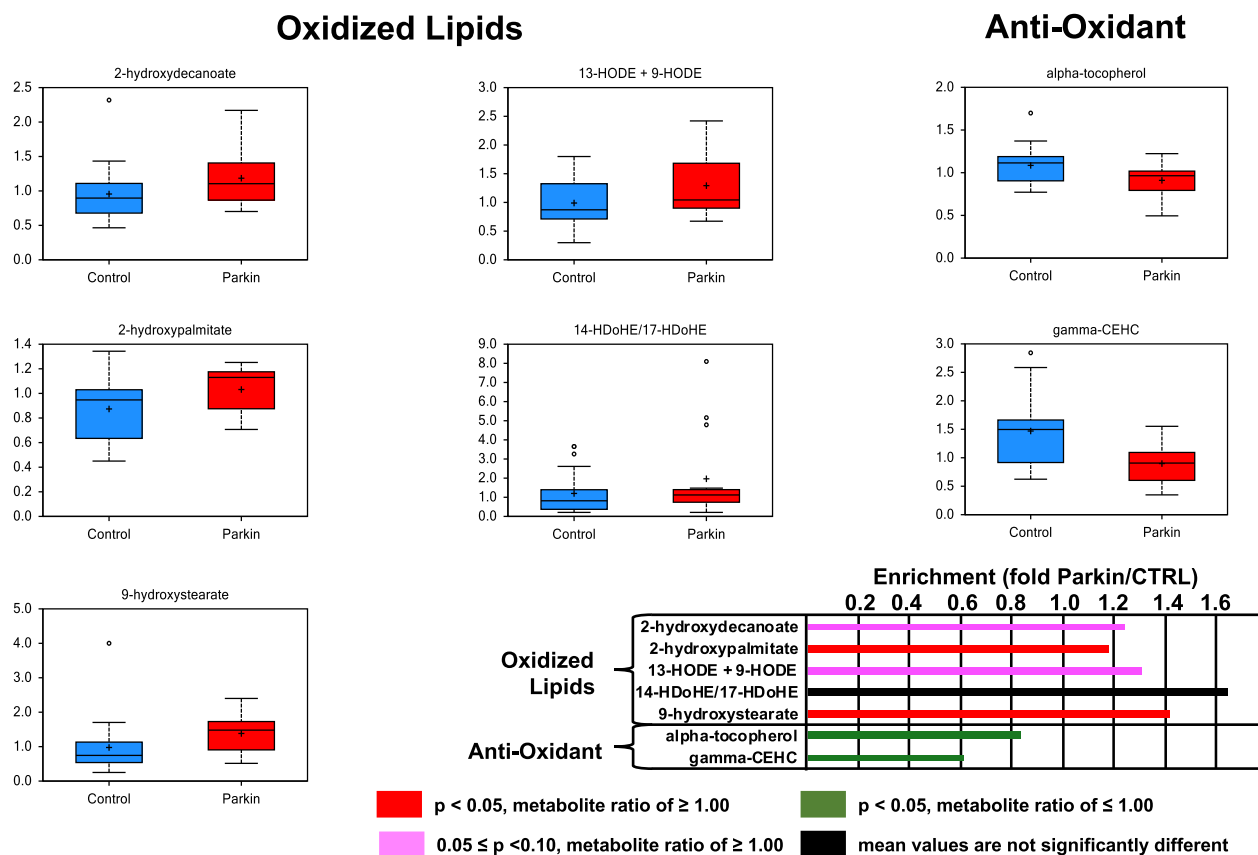 Oxidized Lipids
Anti-Oxidant
2-hydroxydecanoate
2.5
2.0
1.5
1.0
0.5
0.0
Control
Parkin
13-HODE + 9-HODE
3.0
2.5
2.0
1.5
1.0
0.5
0.0
Control
Parkin
alpha-tocopherol
2.0
1.5
1.0
0.5
0.0
Control
Parkin
2-hydroxypalmitate
1.4
1.2
1.0
0.8
0.6
0.4
0.2
0.0
Control
Parkin
14-HDoHE/17-HDoHE
9.0
8.0
7.0
6.0
5.0
4.0
3.0
2.0
1.0
0.0
Control
Parkin
gamma-CEHC
3.0
2.5
2.0
1.5
1.0
0.5
0.0
Control
Parkin
9-hydroxystearate
5.0
4.0
3.0
2.0
1.0
0.0
Control
Parkin
Enrichment (fold Parkin/CTRL)
0.2 0.4 0.6 0.8 1.0 1.2 1.4 1.6
Oxidized
Lipids
2-hydroxydecanoate
2-hydroxypalmitate
13-HODE + 9-HODE
14-HDoHE/17-HDoHE
9-hydroxystearate
Anti-Oxidant
alpha-tocopherol
gamma-CEHC
p < 0.05, metabolite ratio of ≥ 1.00
p < 0.05, metabolite ratio of ≤ 1.00
0.05 ≤ p <0.10, metabolite ratio of ≥ 1.00
mean values are not significantly different